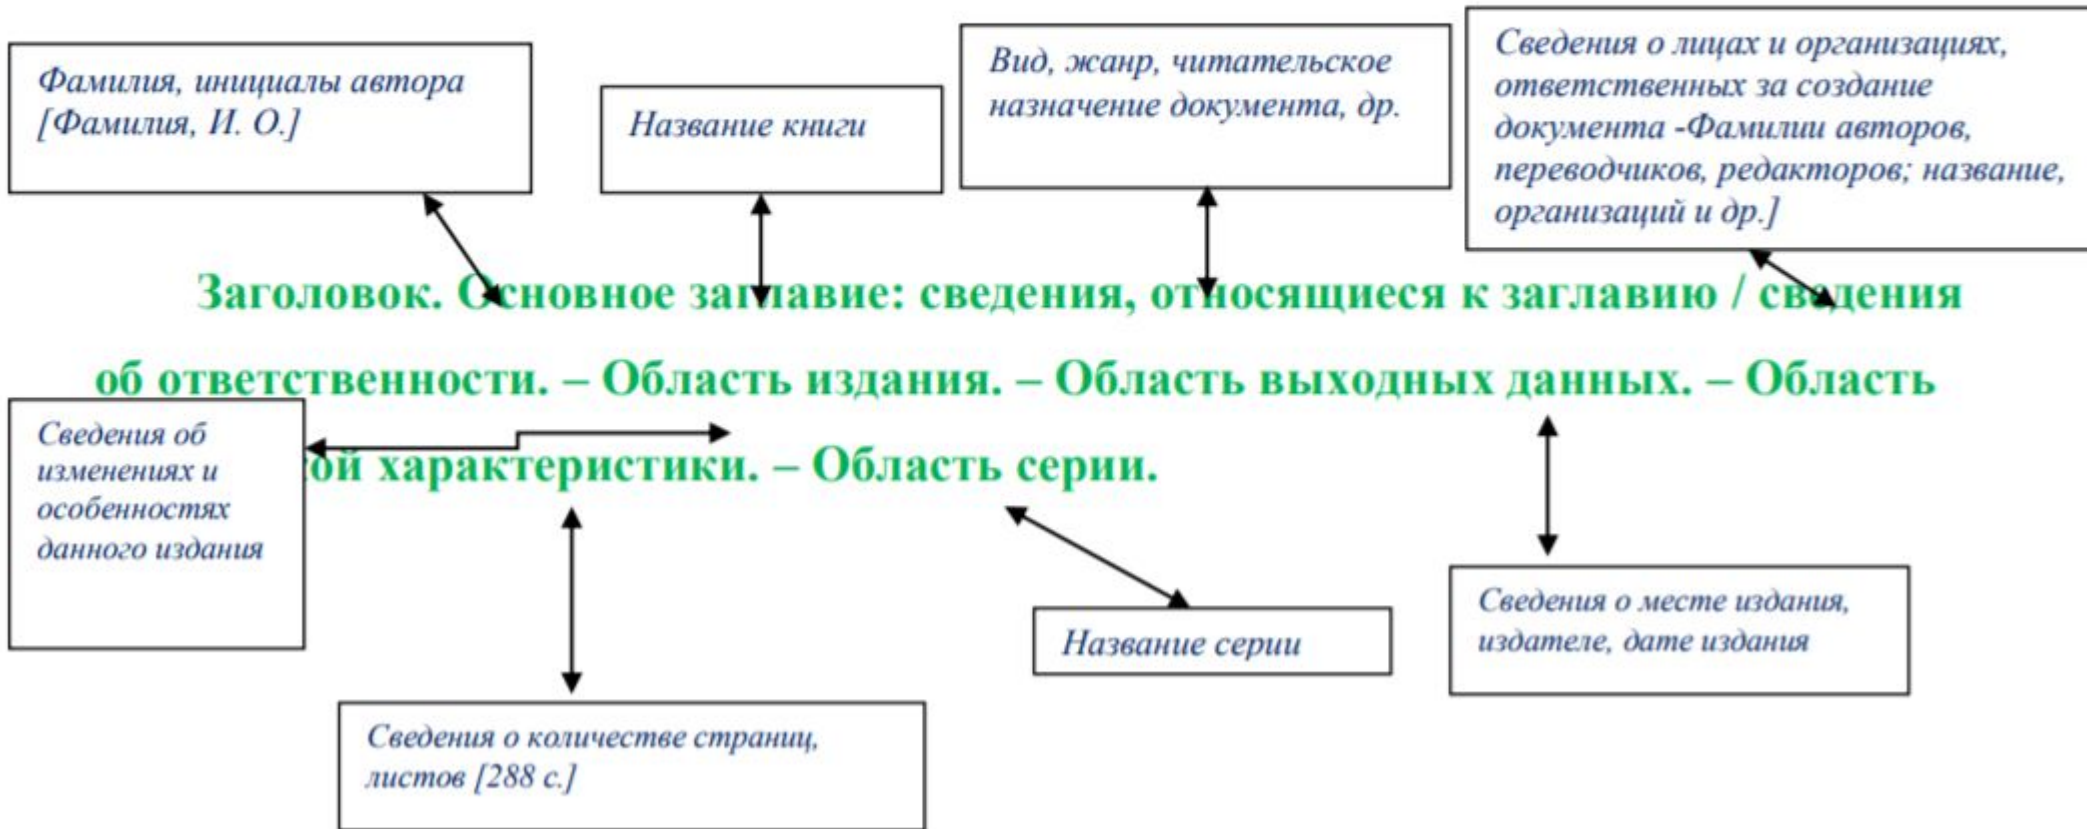 Фамилия, инициалы автора
[Фамилия, И. О.]
Название книги
Вид, жанр, читательское
назначение документа, др.
Сведения о лицах и организациях,
ответственных за создание
документа -Фамилии авторов,
переводчиков, редакторов; название,
организаций и др.]
Заголовок. Основное заглавие: сведения, относящиеся к заглавию / сведения
об ответственности. – Область издания. – Область выходных данных. – Область
характеристики. – Область серии.
Сведения об
изменениях и
особенностях
данного издания
Название серии
Сведения о месте издания,
издателе, дате издания
Сведения о количестве страниц,
листов [288 с.]